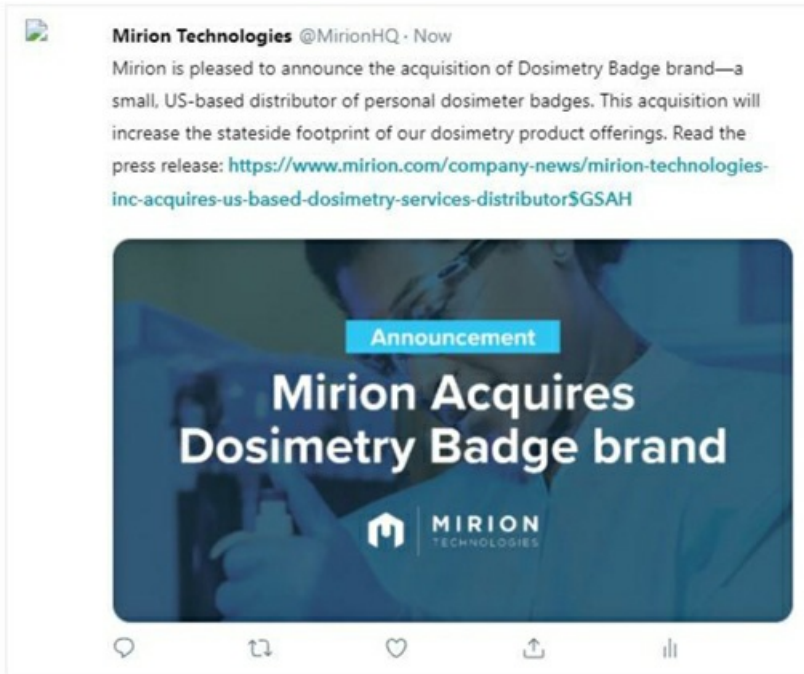 Mirion Technologies @MirionHQ · Now
Mirion is pleased to announce the acquisition of Dosimetry Badge brand—a
small, US-based distributor of personal dosimeter badges. This acquisition will
increase the stateside footprint of our dosimetry product offerings. Read the
press release: https://www.mirion.com/company-news/mirion-technologies-
inc-acquires-us-based-dosimetry-services-distributor$GSAH
Announcement
Mirion Acquires
Dosimetry Badge brand
MIRION
TECHNOLOGIES